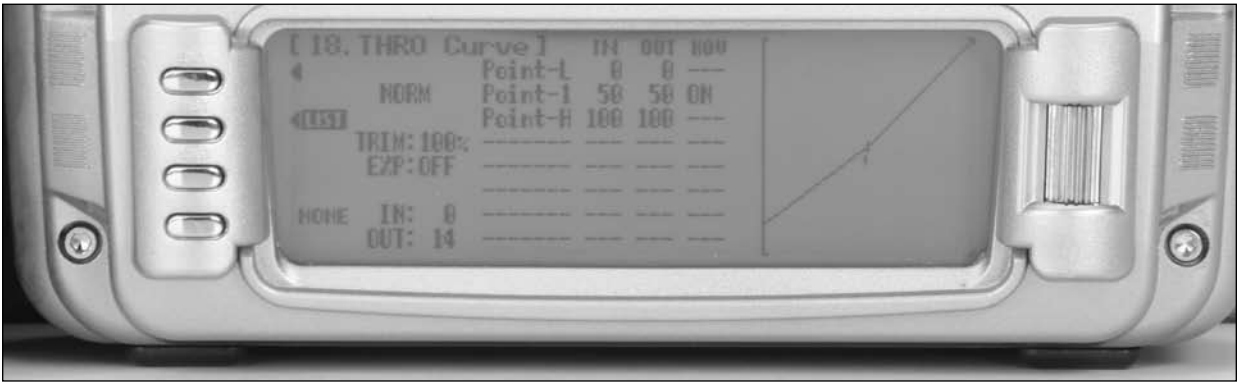 [18.THRO Curve] IN OUT HOV
Point-L 0 0 ---
NORM Point-1 50 50 ON
LIST Point-H 100 100 ---
TRIM:100% ------- --- --- ---
EXP:OFF ------- --- --- ---
------- --- --- ---
NONE IN: 0 ------- --- --- ---
OUT: 14 ------- --- --- ---
1